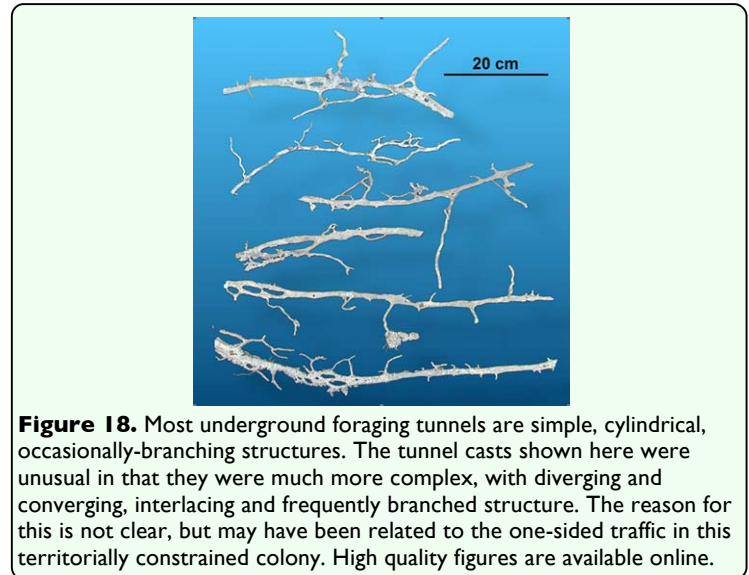 20 cm
Figure 18. Most underground foraging tunnels are simple, cylindrical,
occasionally-branching structures. The tunnel casts shown here were
unusual in that they were much more complex, with diverging and
converging, interlacing and frequently branched structure. The reason for
this is not clear, but may have been related to the one-sided traffic in this
territorially constrained colony. High quality figures are available online.